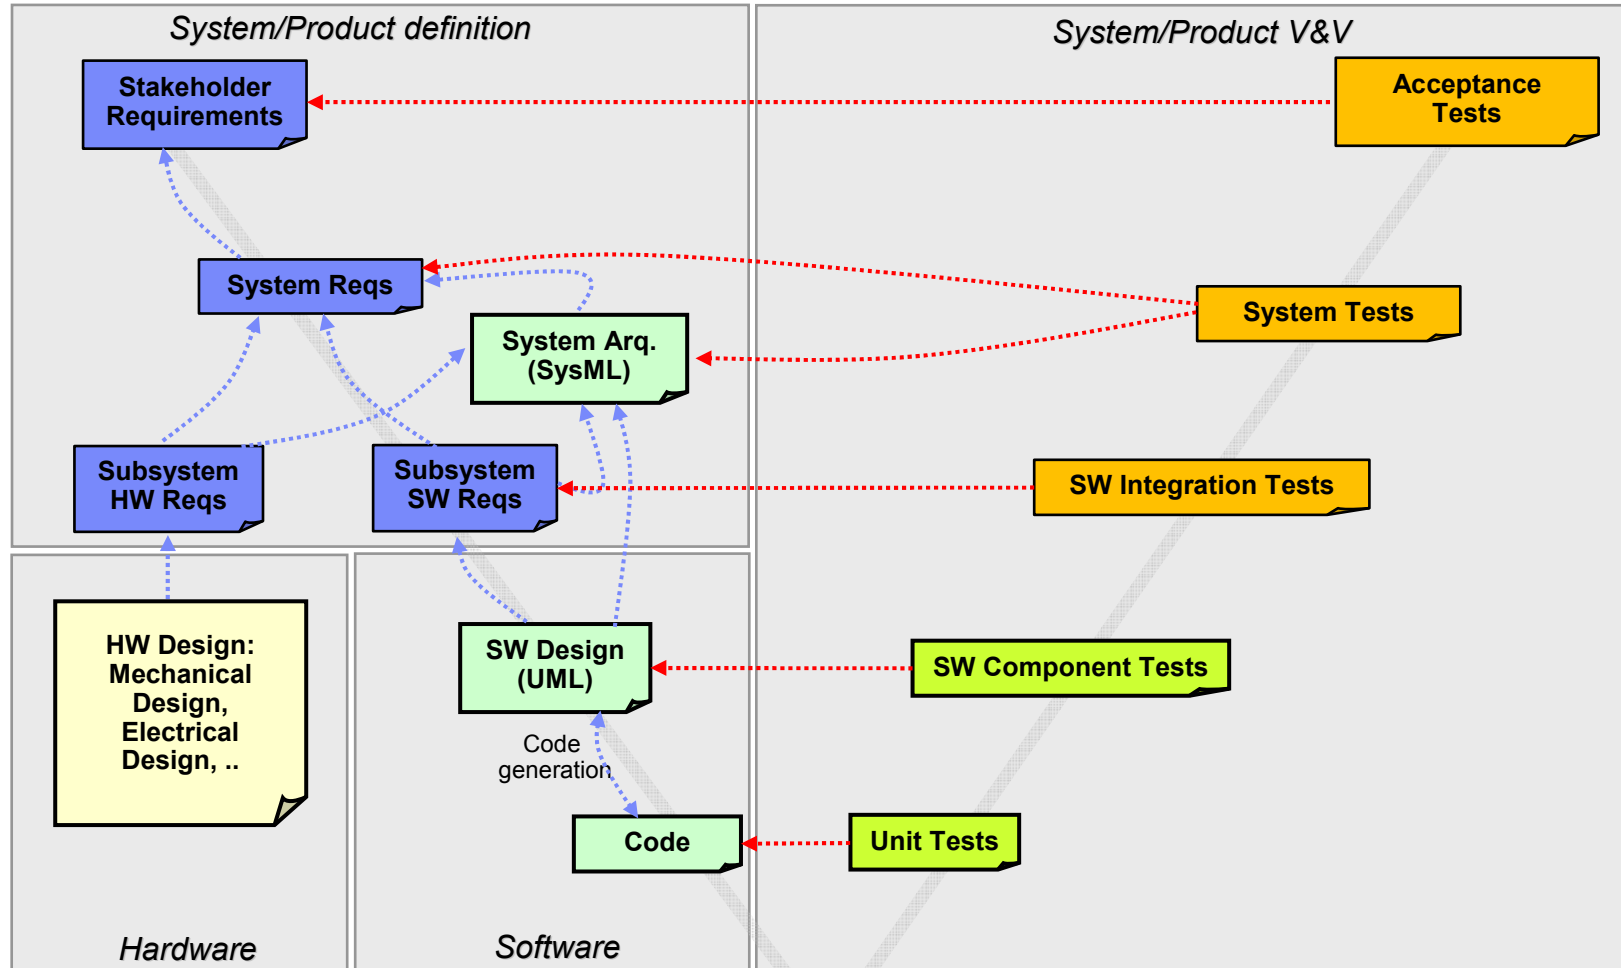 System/Product definition
System/Product V&V
Stakeholder
Requirements
Acceptance
Tests
System Reqs
System Tests
System Arq.
(SysML)
Subsystem
HW Reqs
Subsystem
SW Reqs
SW Integration Tests
HW Design:
Mechanical
Design,
Electrical
Design, ..
SW Design
(UML)
SW Component Tests
Code
generation
Code
Unit Tests
Hardware
Software